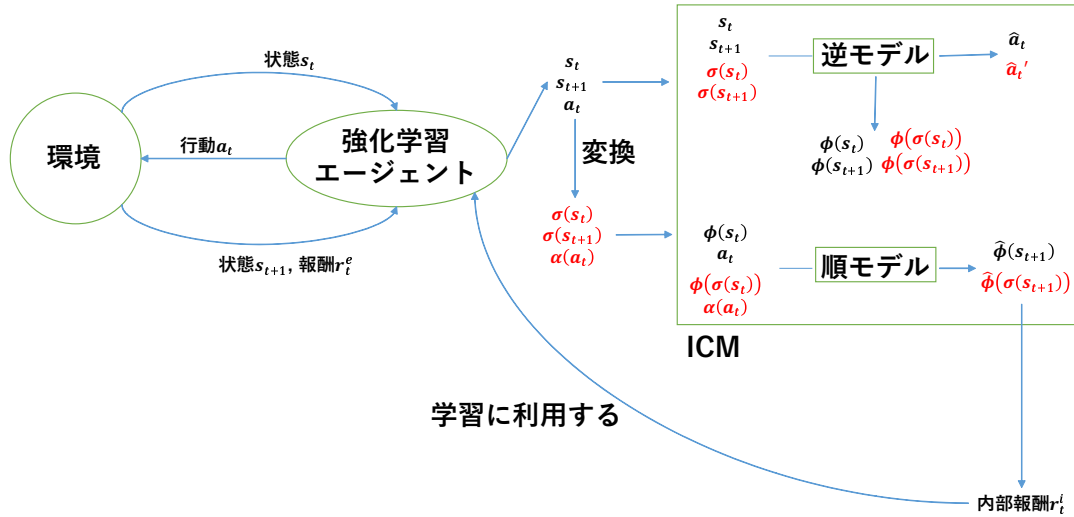 環境
状態s_t
行動a_t
状態s_{t+1}, 報酬r_t^e
強化学習
エージェント
s_t
s_{t+1}
a_t
変換
σ(s_t)
σ(s_{t+1})
α(a_t)
s_t
s_{t+1}
σ(s_t)
σ(s_{t+1})
逆モデル
â_t
â_t′
ϕ(s_t) ϕ(σ(s_t))
ϕ(s_{t+1}) ϕ(σ(s_{t+1}))
ϕ(s_t)
a_t
ϕ(σ(s_t))
α(a_t)
順モデル
ϕ̂(s_{t+1})
ϕ̂(σ(s_{t+1}))
ICM
学習に利用する
内部報酬r_t^i